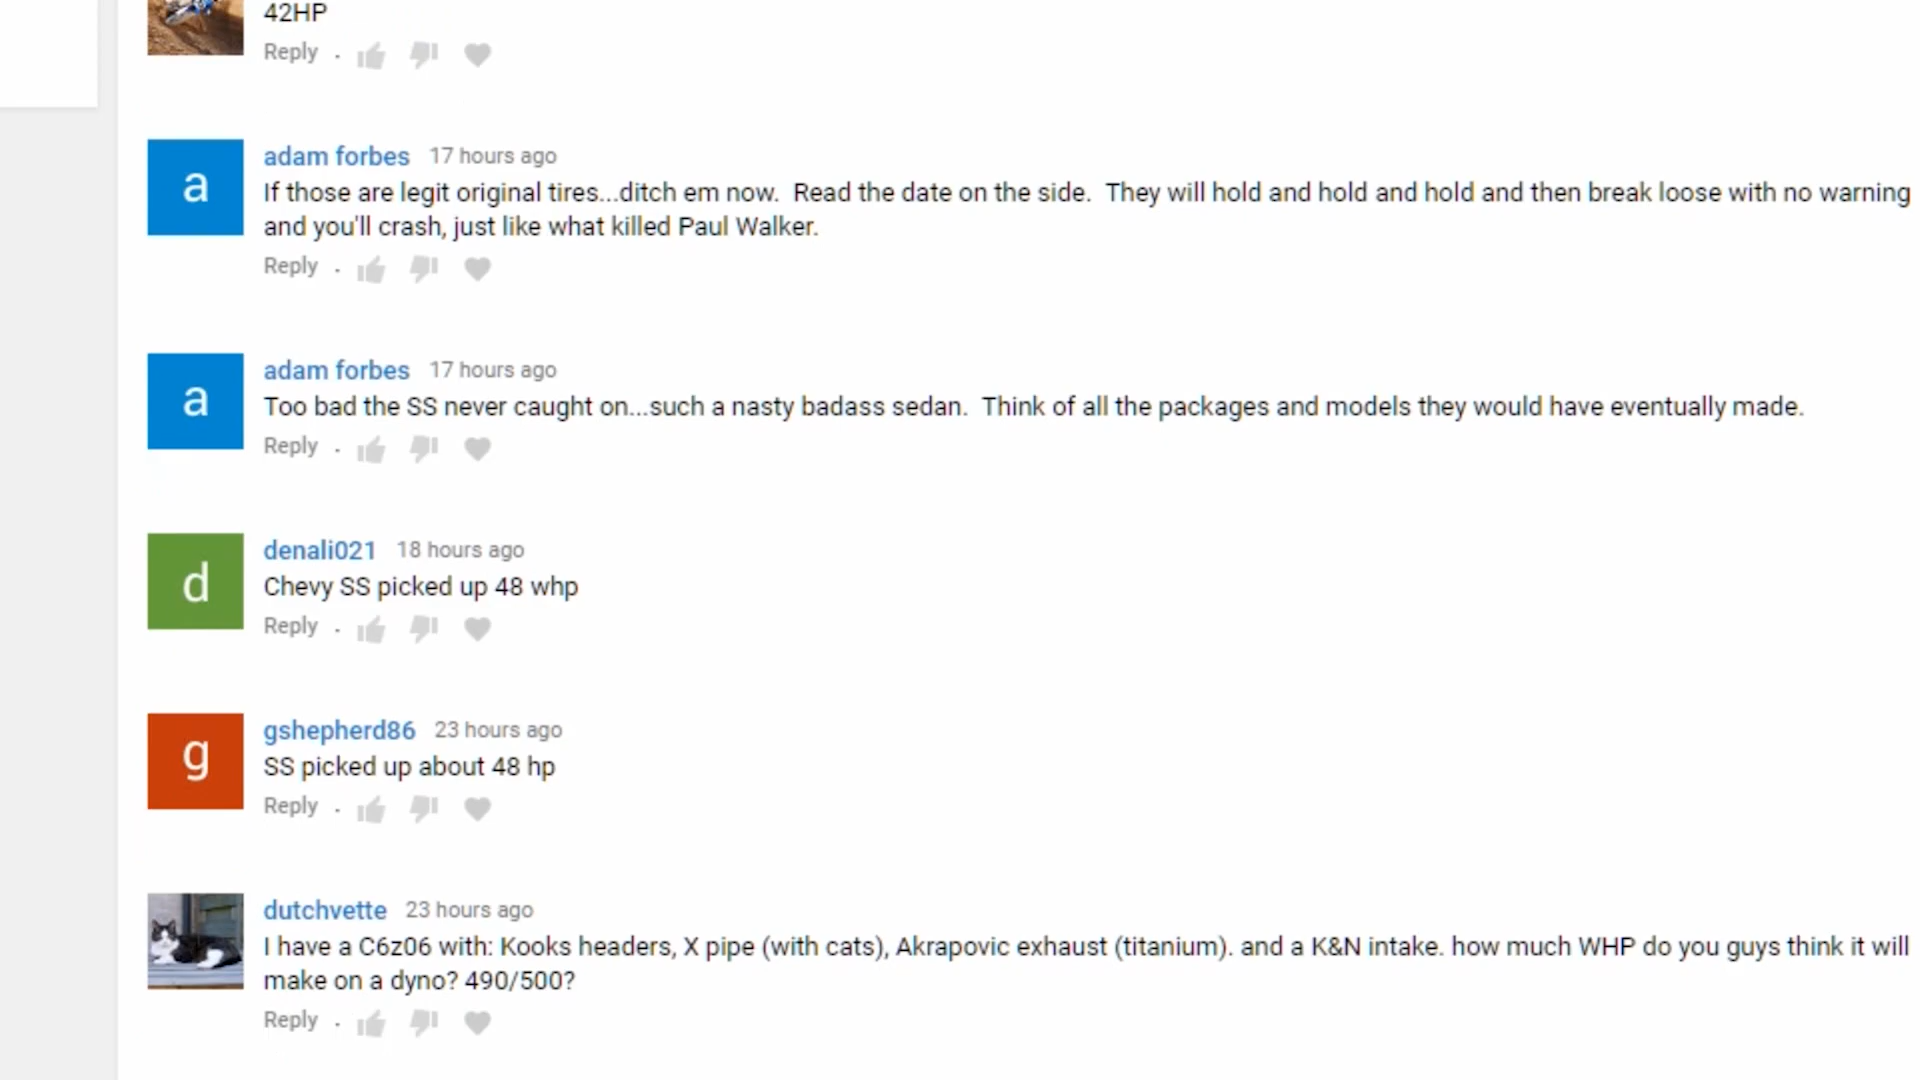 42HP
Reply .
a
adam forbes 17 hours ago
If those are legit original tires...ditch em now.  Read the date on the side.  They will hold and hold and hold and then break loose with no warning
and you'll crash, just like what killed Paul Walker.
Reply .
a
adam forbes 17 hours ago
Too bad the SS never caught on...such a nasty badass sedan.  Think of all the packages and models they would have eventually made.
Reply .
d
denali021 18 hours ago
Chevy SS picked up 48 whp
Reply .
g
gshepherd86 23 hours ago
SS picked up about 48 hp
Reply .
dutchvette 23 hours ago
I have a C6z06 with: Kooks headers, X pipe (with cats), Akrapovic exhaust (titanium). and a K&N intake. how much WHP do you guys think it will
make on a dyno? 490/500?
Reply .